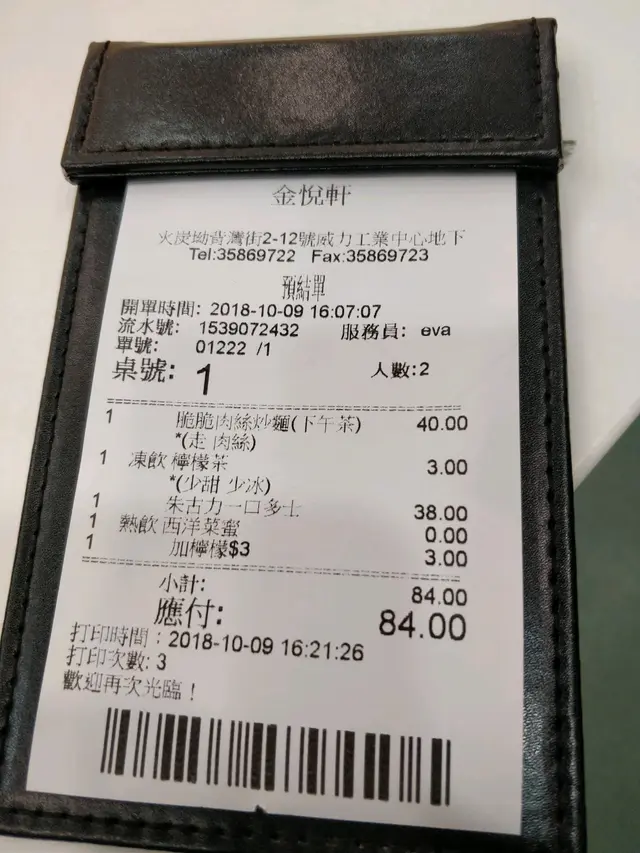 金悅軒
火炭坳背灣街2-12號威力工業中心地下
Tel:35869722 Fax:35869723
預結單
開單時間: 2018-10-09 16:07:07
流水號: 1539072432 服務員: eva
單號: 01222 /1
桌號: 1 人數:2
1 脆脆肉絲炒麵(下午茶) 40.00
*(走 肉絲)
1 凍飲 檸檬茶 3.00
*(少甜 少冰)
1 朱古力一口多士 38.00
1 熱飲 西洋菜蜜 0.00
1 加檸檬$3 3.00
小計: 84.00
應付: 84.00
打印時間: 2018-10-09 16:21:26
打印次數: 3
歡迎再次光臨!